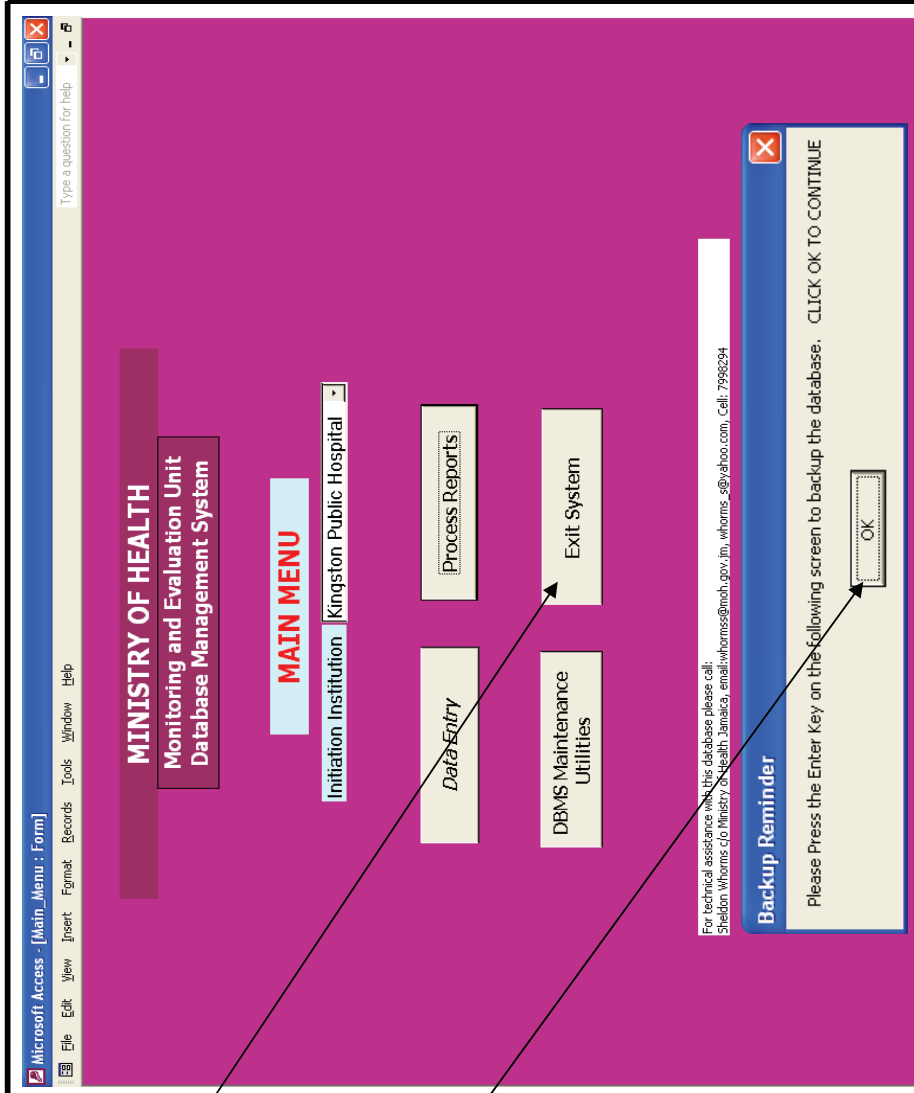 Microsoft Access - [Main_Menu : Form]
File Edit View Insert Format Records Tools Window Help
Type a question for help
MINISTRY OF HEALTH
Monitoring and Evaluation Unit
Database Management System
MAIN MENU
Initiation Institution Kingston Public Hospital
Data Entry
Process Reports
DBMS Maintenance
Utilities
Exit System
For technical assistance with this database please call:
Sheldon Whorms c/o Ministry of Health Jamaica, email:whormss@moh.gov.jm, whorms_s@yahoo.com, Cell: 7998294
Backup Reminder
Please Press the Enter Key on the following screen to backup the database. CLICK OK TO CONTINUE
OK